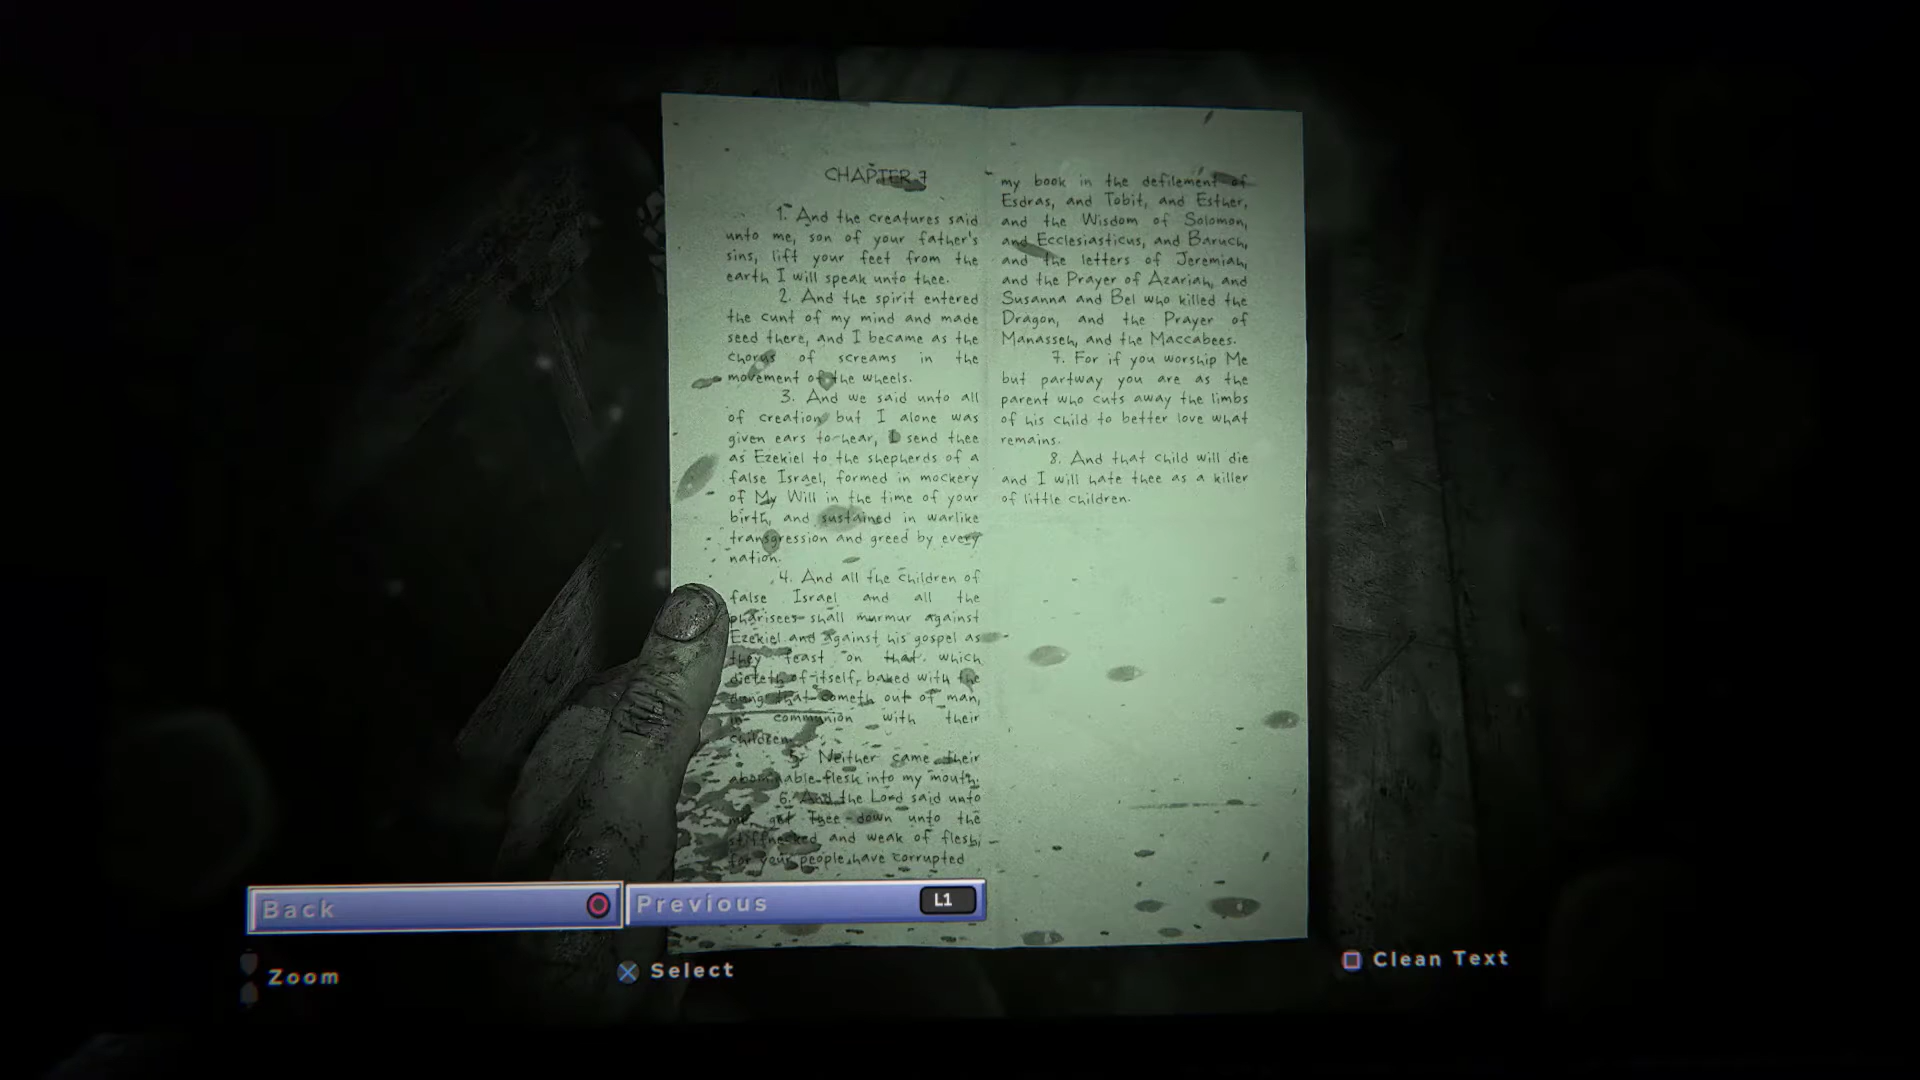 CHAPTER 7
1. And the creatures said
unto me, son of your father's
sins, lift your feet from the
earth I will speak unto thee.
2. And the spirit entered
the cunt of my mind and made
seed there, and I became as the
chorus of screams in the
movement of the wheels.
3. And we said unto all
of creation but I alone was
given ears to hear, I send thee
as Ezekiel to the shepherds of a
false Israel, formed in mockery
of My Will in the time of your
birth, and sustained in warlike
transgression and greed by every
nation.
4. And all the children of
false Israel and all the
pharisees shall murmur against
Ezekiel and against his gospel as
they feast on that which
dieteth of itself, baked with the
dung that cometh out of man,
in communion with their
children.
5. Neither came their
abominable flesh into my mouth.
6. And the Lord said unto
me, get thee down unto the
stiffnecked and weak of flesh,
for your people have corrupted
my book in the defilement of
Esdras, and Tobit, and Esther,
and the Wisdom of Solomon,
and Ecclesiasticus, and Baruch,
and the letters of Jeremiah,
and the Prayer of Azariah, and
Susanna and Bel who killed the
Dragon, and the Prayer of
Manasseh, and the Maccabees.
7. For if you worship Me
but partway you are as the
parent who cuts away the limbs
of his child to better love what
remains.
8. And that child will die
and I will hate thee as a killer
of little children.
Back
Previous L1
Zoom
Select
Clean Text